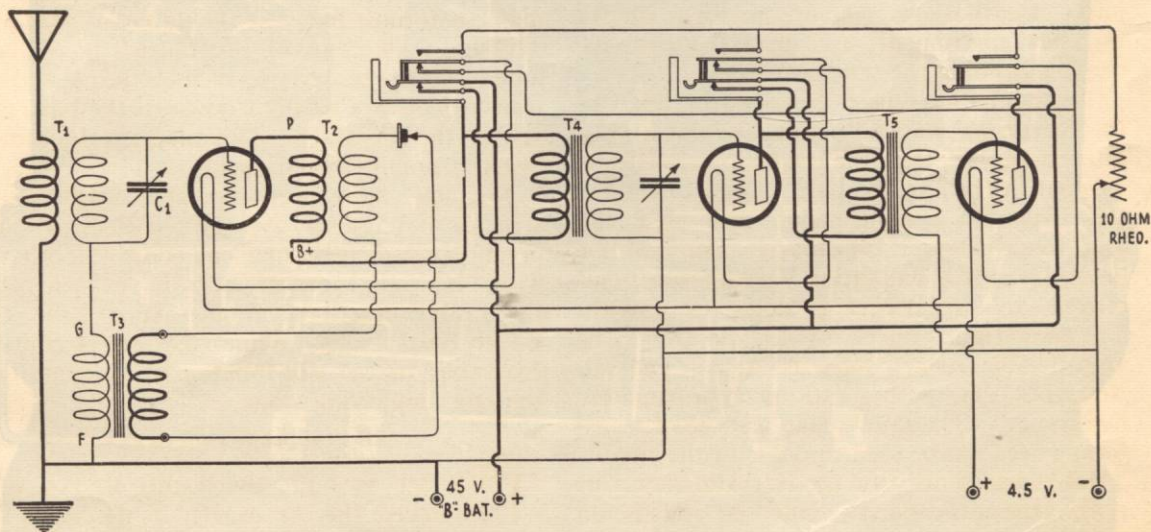 T1
P
T2
T4
T5
C1
10 OHM
RHEO.
B+
G
T3
F
- 45 V. +
"B" BAT.
+ 4.5 V. -